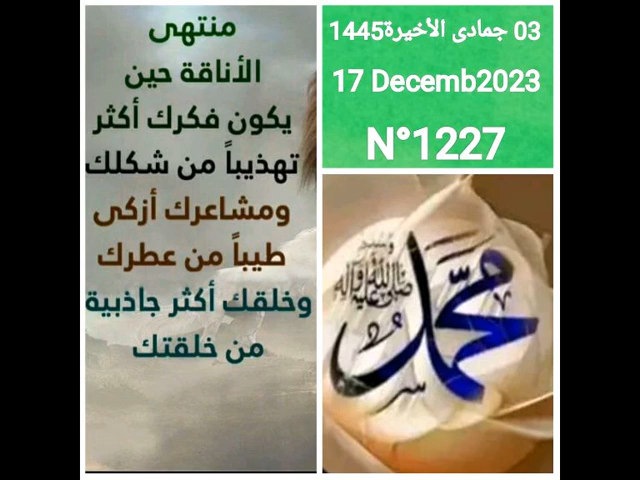 منتهى
الأناقة حين
يكون فكرك أكثر
تهذيباً من شكلك
ومشاعرك أزكى
طيباً من عطرك
وخلقك أكثر جاذبية
من خلقتك
03 جمادى الأخيرة1445
17 Decemb2023
N°1227
صلى الله عليه وآله وسلم
محمد رسول